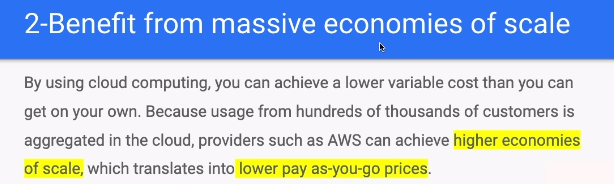 2-Benefit from massive economies of scale
By using cloud computing, you can achieve a lower variable cost than you can
get on your own. Because usage from hundreds of thousands of customers is
aggregated in the cloud, providers such as AWS can achieve higher economies
of scale, which translates into lower pay as-you-go prices.